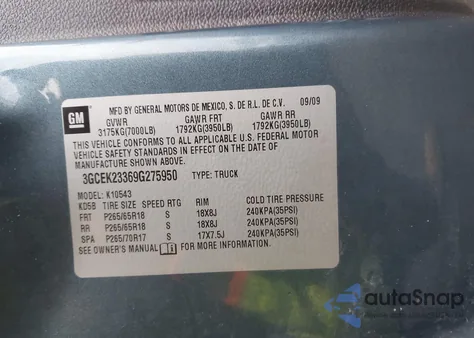 GM
MFD BY GENERAL MOTORS DE MEXICO, S. DE R.L. DE C.V. 09/09
GVWR GAWR FRT GAWR RR
3175KG(7000LB) 1792KG(3950LB) 1792KG(3950LB)
THIS VEHICLE CONFORMS TO ALL APPLICABLE U.S. FEDERAL MOTOR
VEHICLE SAFETY AND THEFT PREVENTION STANDARDS IN EFFECT ON
THE DATE OF MANUFACTURE SHOWN ABOVE.
3GCEK23369G275950 TYPE: TRUCK
MODEL: K10543
KD5B TIRE SIZE SPEED RTG RIM COLD TIRE PRESSURE
FRT P265/65R18 S 18X8J 240KPA(35PSI)
RR P265/65R18 S 18X8J 240KPA(35PSI)
SPA P265/70R17 S 17X7.5J 240KPA(35PSI)
SEE OWNER'S MANUAL FOR MORE INFORMATION.
autoSnap